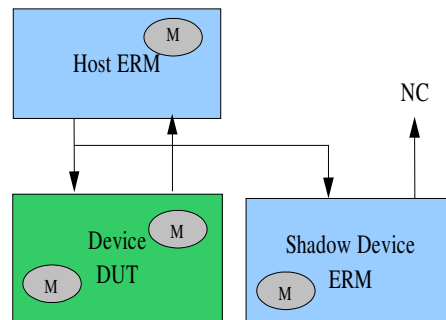 M
Host ERM
NC
M
Device
DUT
M
Shadow Device
ERM
M